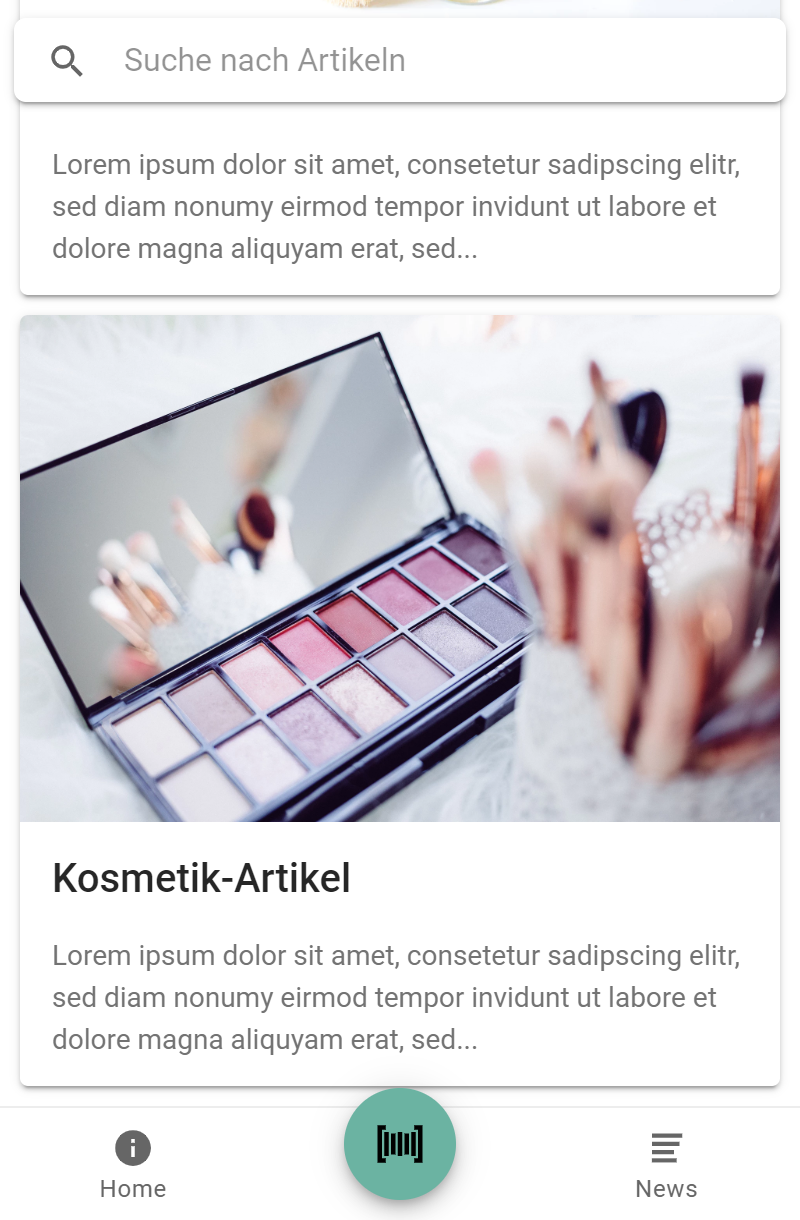 Suche nach Artikeln
Lorem ipsum dolor sit amet, consetetur sadipscing elitr,
sed diam nonumy eirmod tempor invidunt ut labore et
dolore magna aliquyam erat, sed...
Kosmetik-Artikel
Lorem ipsum dolor sit amet, consetetur sadipscing elitr,
sed diam nonumy eirmod tempor invidunt ut labore et
dolore magna aliquyam erat, sed...
Home
News